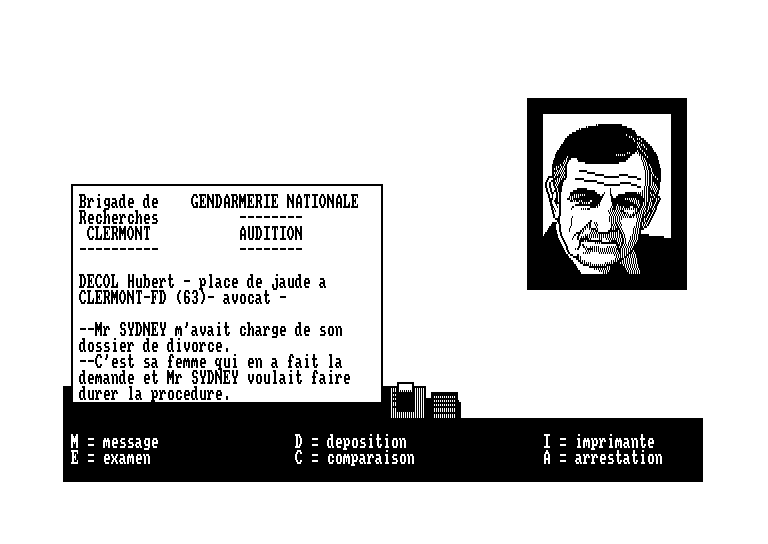 Brigade de    GENDARMERIE NATIONALE
Recherches          --------
CLERMONT           AUDITION
----------          --------
DECOL Hubert - place de jaude a
CLERMONT-FD (63)- avocat -
--Mr SYDNEY m'avait charge de son
dossier de divorce.
--C'est sa femme qui en a fait la
demande et Mr SYDNEY voulait faire
durer la procedure.
M = message    D = deposition    I = imprimante
E = examen    C = comparaison    A = arrestation